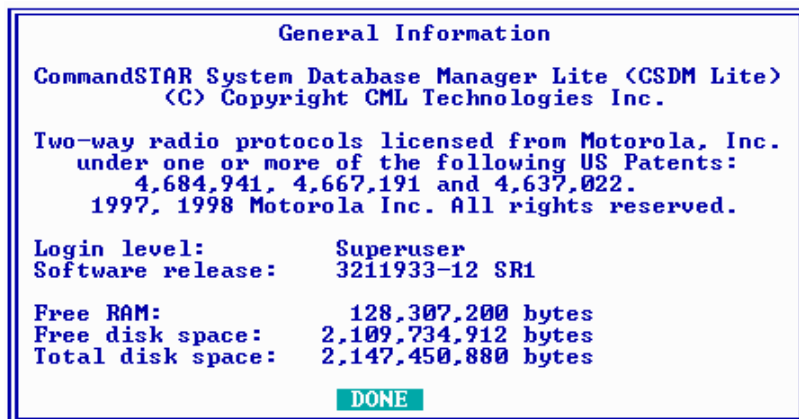 General Information
CommandSTAR System Database Manager Lite (CSDM Lite)
(C) Copyright CML Technologies Inc.
Two-way radio protocols licensed from Motorola, Inc.
under one or more of the following US Patents:
4,684,941, 4,667,191 and 4,637,022.
1997, 1998 Motorola Inc. All rights reserved.
Login level: Superuser
Software release: 3211933-12 SR1
Free RAM: 128,307,200 bytes
Free disk space: 2,109,734,912 bytes
Total disk space: 2,147,450,880 bytes
DONE